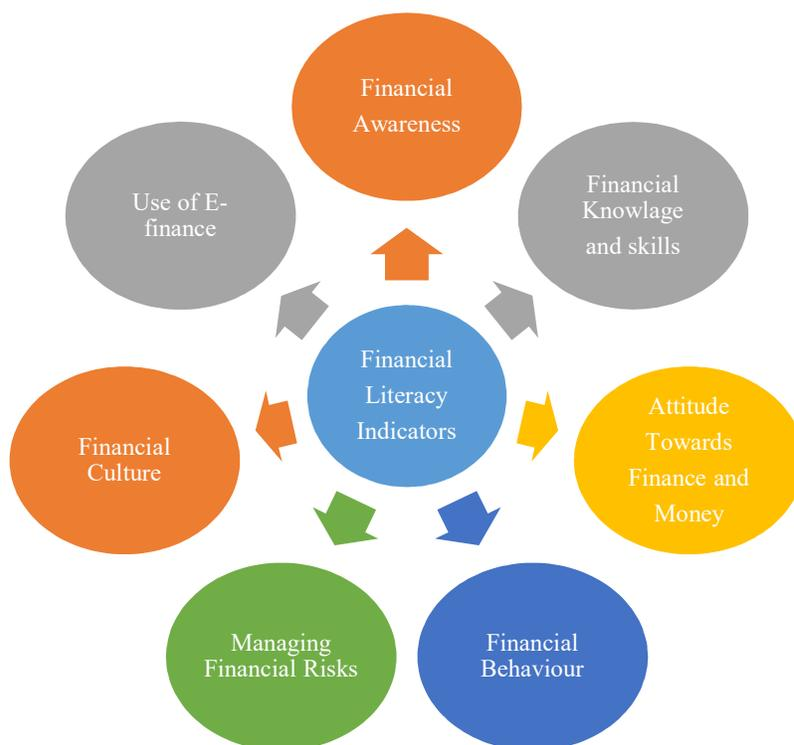 Financial
Awareness
Financial
Knowlage
and skills
Attitude
Towards
Finance and
Money
Financial
Behaviour
Managing
Financial Risks
Financial
Culture
Use of E-
finance
Financial
Literacy
Indicators